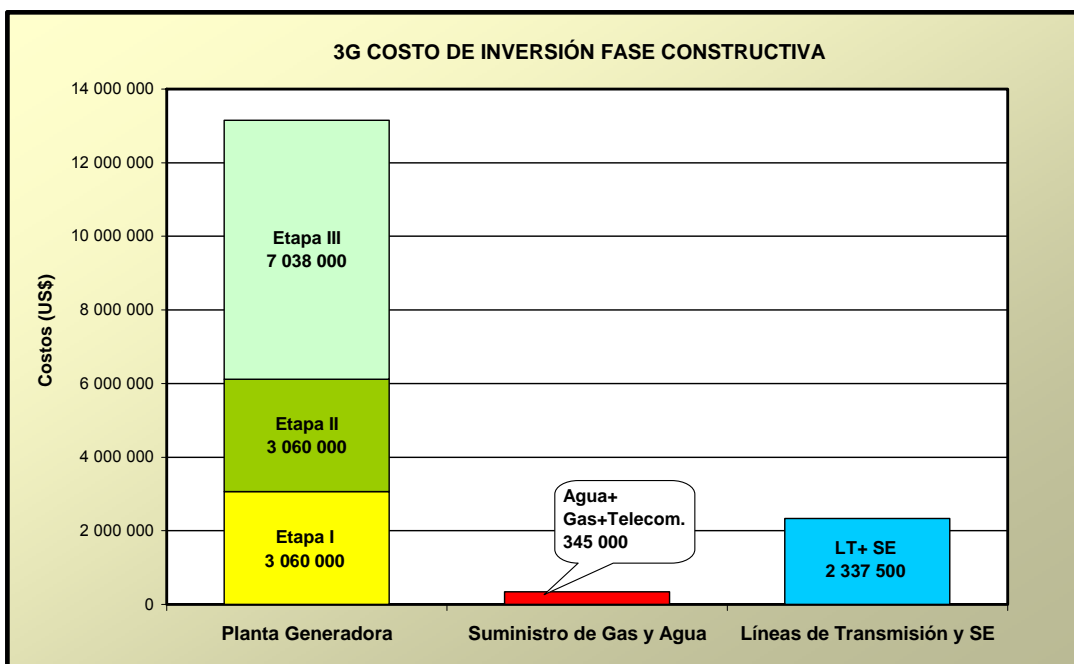 3G COSTO DE INVERSIÓN FASE CONSTRUCTIVA
14 000 000
12 000 000
10 000 000
8 000 000
6 000 000
4 000 000
2 000 000
0
Costos (US$)
Etapa III
7 038 000
Etapa II
3 060 000
Etapa I
3 060 000
Agua+
Gas+Telecom.
345 000
LT+ SE
2 337 500
Planta Generadora
Suministro de Gas y Agua
Líneas de Transmisión y SE